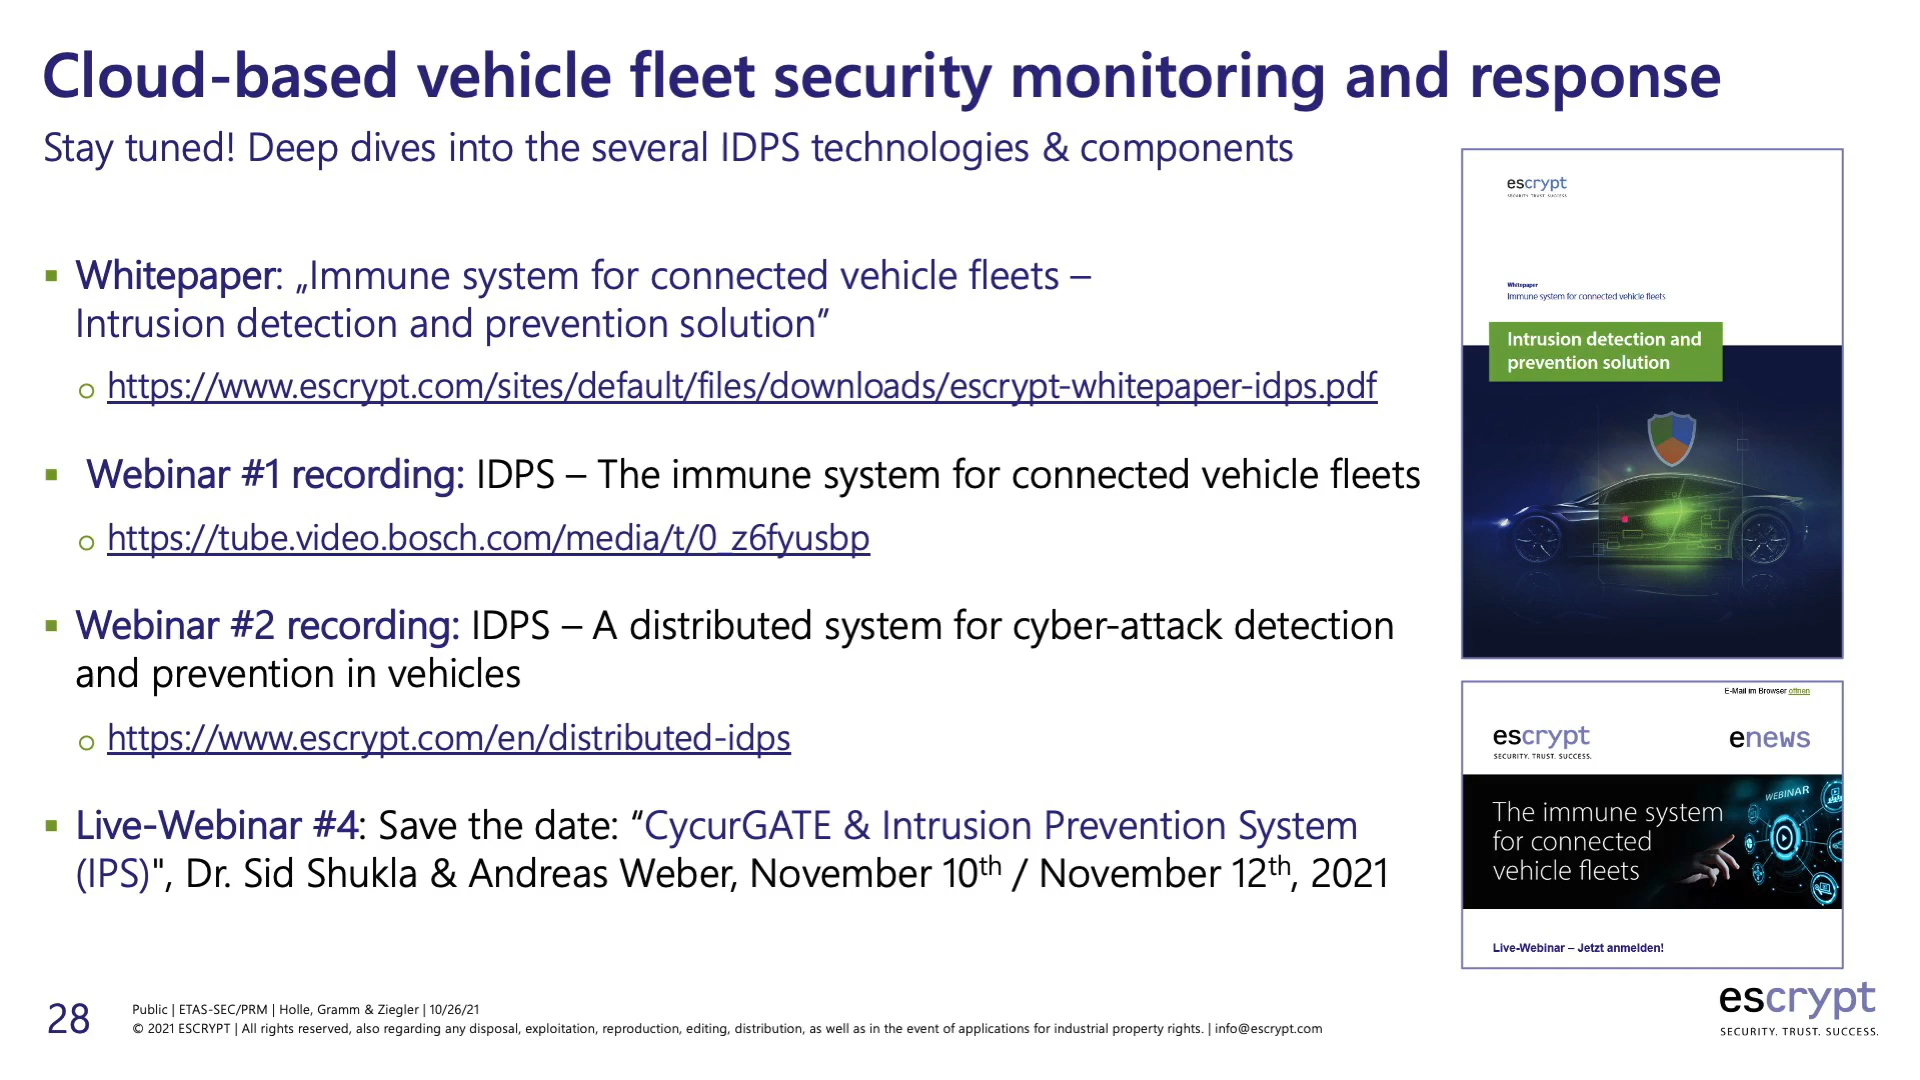 Cloud-based vehicle fleet security monitoring and response
Stay tuned! Deep dives into the several IDPS technologies & components
▪ Whitepaper: „Immune system for connected vehicle fleets –
Intrusion detection and prevention solution“
o https://www.escrypt.com/sites/default/files/downloads/escrypt-whitepaper-idps.pdf
▪ Webinar #1 recording: IDPS – The immune system for connected vehicle fleets
o https://tube.video.bosch.com/media/t/0_z6fyusbp
▪ Webinar #2 recording: IDPS – A distributed system for cyber-attack detection
and prevention in vehicles
o https://www.escrypt.com/en/distributed-idps
▪ Live-Webinar #4: Save the date: “CycurGATE & Intrusion Prevention System
(IPS)", Dr. Sid Shukla & Andreas Weber, November 10th / November 12th, 2021
escrypt
SECURITY. TRUST. SUCCESS.
Whitepaper
Immune system for connected vehicle fleets
Intrusion detection and
prevention solution
E-Mail im Browser öffnen
escrypt
SECURITY. TRUST. SUCCESS.
enews
WEBINAR
The immune system
for connected
vehicle fleets
Live-Webinar – Jetzt anmelden!
28
Public | ETAS-SEC/PRM | Holle, Gramm & Ziegler | 10/26/21
© 2021 ESCRYPT | All rights reserved, also regarding any disposal, exploitation, reproduction, editing, distribution, as well as in the event of applications for industrial property rights. | info@escrypt.com
escrypt
SECURITY. TRUST. SUCCESS.